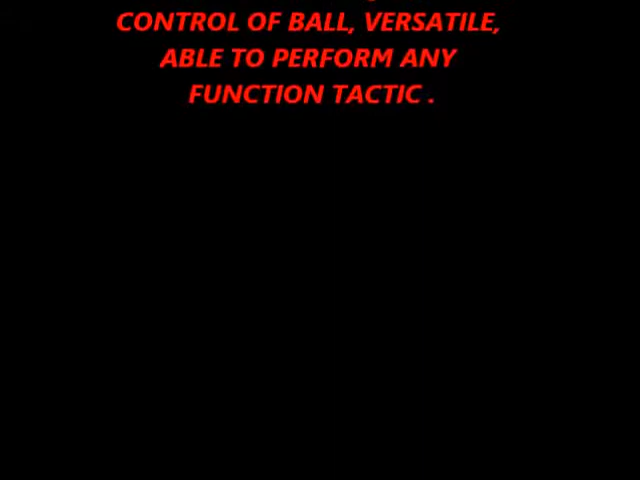 CONTROL OF BALL, VERSATILE,
ABLE TO PERFORM ANY
FUNCTION TACTIC .